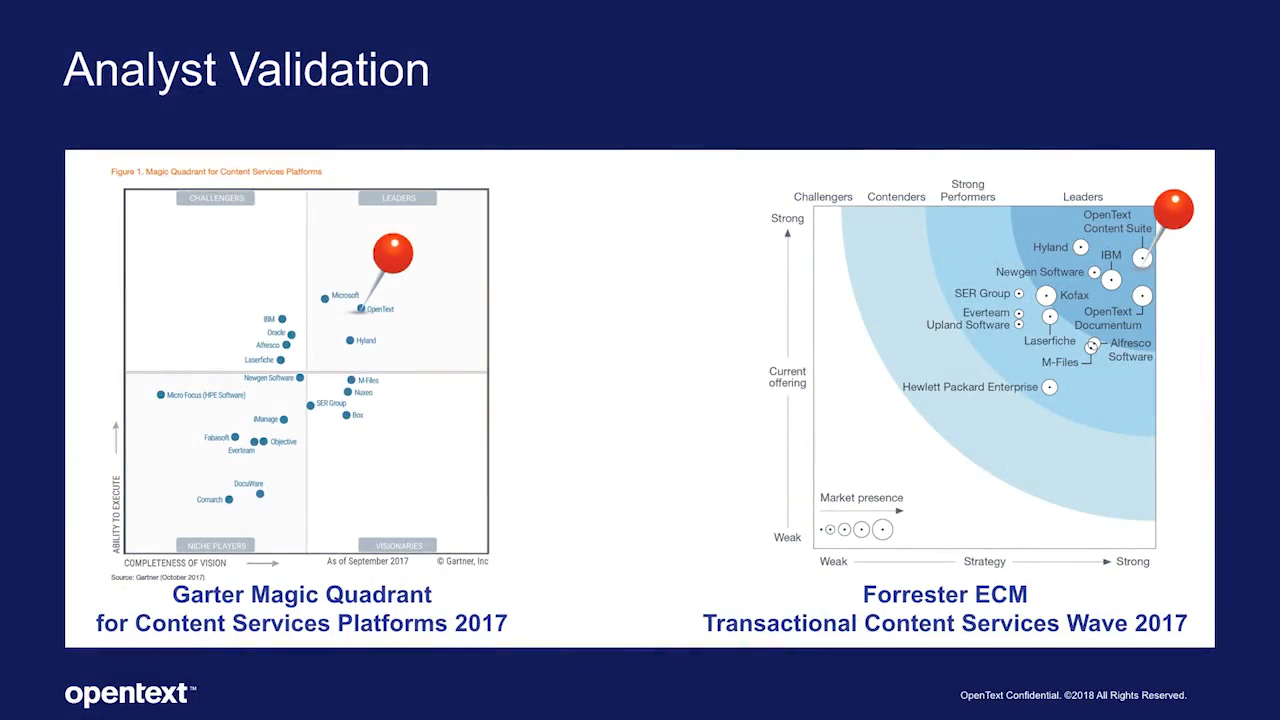 Analyst Validation
Figure 1. Magic Quadrant for Content Services Platforms
CHALLENGERS
LEADERS
Microsoft
OpenText
IBM
Oracle
Alfresco
Hyland
Laserfiche
Newgen Software
M-Files
Micro Focus (HPE Software)
Nuxeo
SER Group
Box
iManage
Fabasoft
Objective
Everteam
DocuWare
Comarch
ABILITY TO EXECUTE
NICHE PLAYERS
VISIONARIES
COMPLETENESS OF VISION
As of September 2017
© Gartner, Inc
Source: Gartner (October 2017)
Garter Magic Quadrant
for Content Services Platforms 2017
Challengers
Contenders
Strong
Performers
Leaders
Strong
OpenText
Content Suite
Hyland
IBM
Newgen Software
SER Group
Kofax
Everteam
OpenText
Upland Software
Documentum
Laserfiche
Alfresco
Software
M-Files
Current
offering
Hewlett Packard Enterprise
Market presence
Weak
Weak
Strategy
Strong
Forrester ECM
Transactional Content Services Wave 2017
opentext™
OpenText Confidential. ©2018 All Rights Reserved.